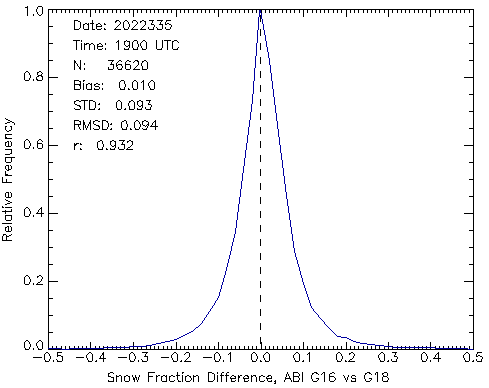 Date: 2022335
Time: 1900 UTC
N: 36620
Bias: 0.010
STD: 0.093
RMSD: 0.094
r: 0.932
Relative Frequency
1.0
0.8
0.6
0.4
0.2
0.0
-0.5 -0.4 -0.3 -0.2 -0.1 0.0 0.1 0.2 0.3 0.4 0.5
Snow Fraction Difference, ABI G16 vs G18